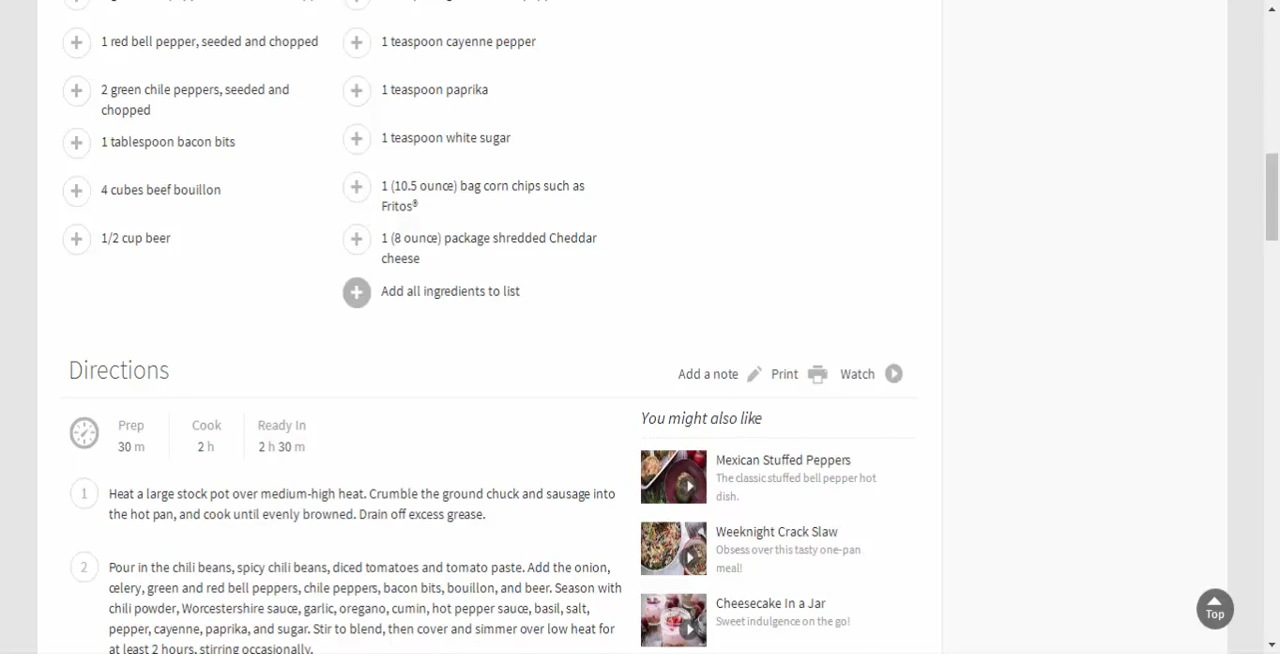 1 red bell pepper, seeded and chopped
2 green chile peppers, seeded and
chopped
1 tablespoon bacon bits
4 cubes beef bouillon
1/2 cup beer
1 teaspoon cayenne pepper
1 teaspoon paprika
1 teaspoon white sugar
1 (10.5 ounce) bag corn chips such as
Fritos®
1 (8 ounce) package shredded Cheddar
cheese
Add all ingredients to list
Directions
Add a note Print Watch
Prep Cook Ready In
30 m 2 h 2 h 30 m
1 Heat a large stock pot over medium-high heat. Crumble the ground chuck and sausage into
the hot pan, and cook until evenly browned. Drain off excess grease.
2 Pour in the chili beans, spicy chili beans, diced tomatoes and tomato paste. Add the onion,
celery, green and red bell peppers, chile peppers, bacon bits, bouillon, and beer. Season with
chili powder, Worcestershire sauce, garlic, oregano, cumin, hot pepper sauce, basil, salt,
pepper, cayenne, paprika, and sugar. Stir to blend, then cover and simmer over low heat for
at least 2 hours, stirring occasionally.
You might also like
Mexican Stuffed Peppers
The classic stuffed bell pepper hot
dish.
Weeknight Crack Slaw
Obsess over this tasty one-pan
meal!
Cheesecake In a Jar
Sweet indulgence on the go!
Top